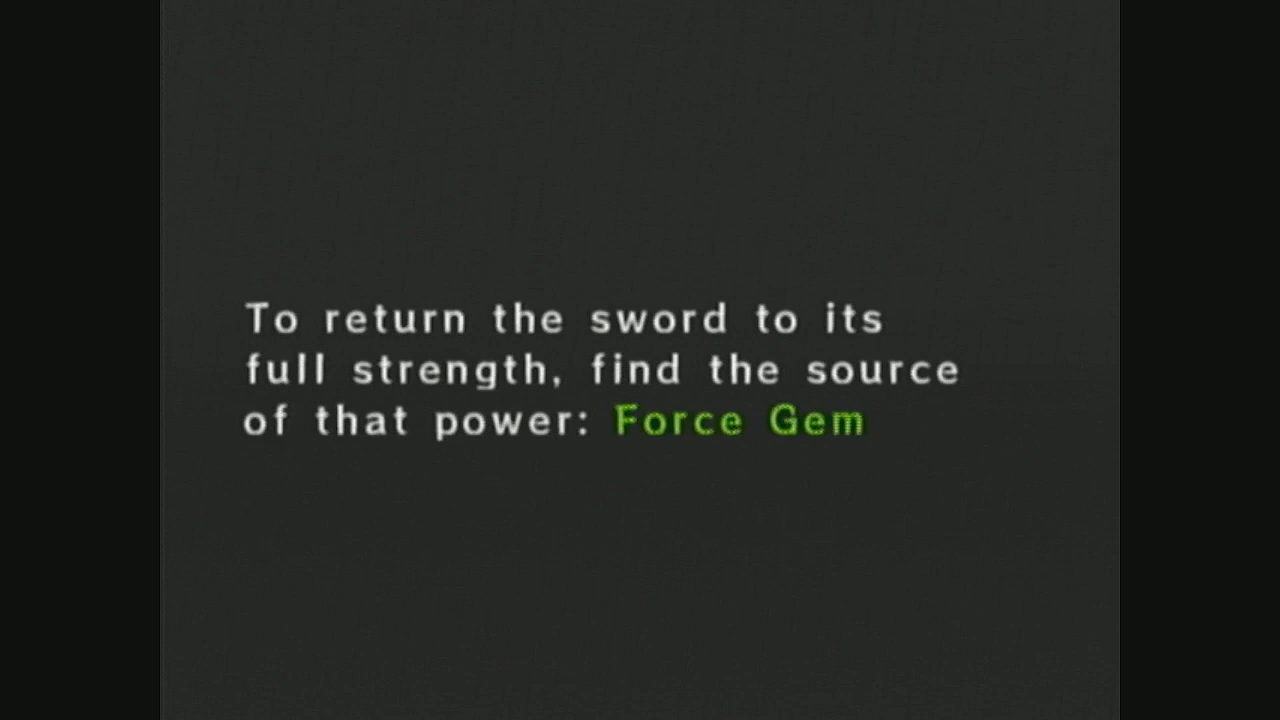 To return the sword to its
full strength, find the source
of that power: Force Gem